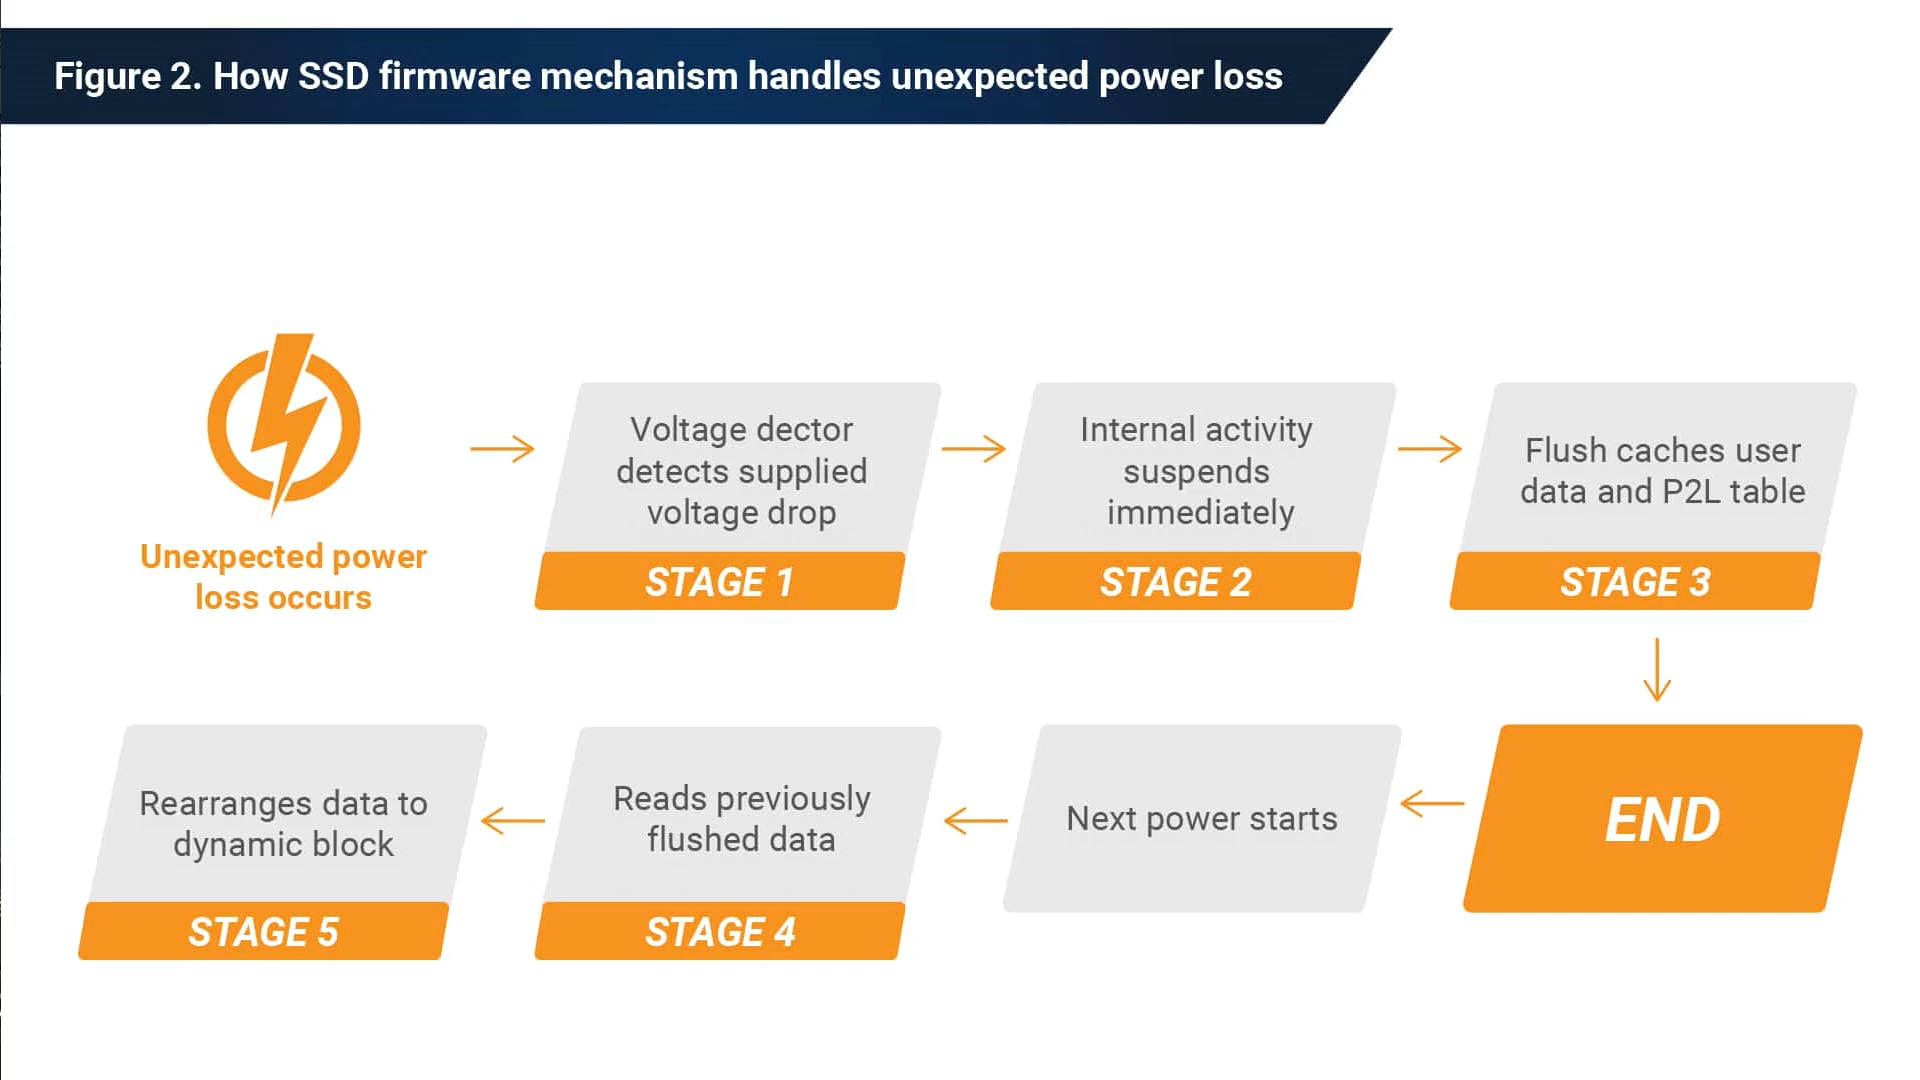 Figure 2. How SSD firmware mechanism handles unexpected power loss
Unexpected power
loss occurs
Voltage dector
detects supplied
voltage drop
STAGE 1
Internal activity
suspends
immediately
STAGE 2
Flush caches user
data and P2L table
STAGE 3
END
Next power starts
Reads previously
flushed data
STAGE 4
Rearranges data to
dynamic block
STAGE 5